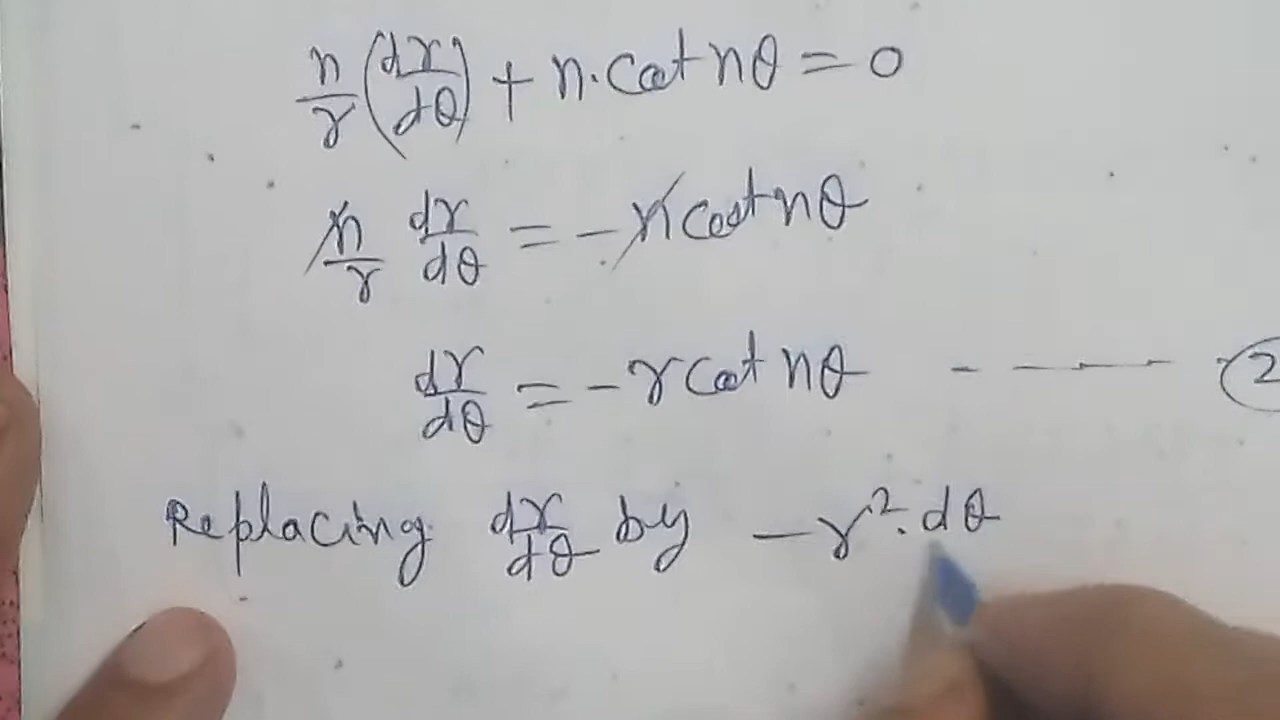 n/r (dr/dθ) + n. cot nθ = 0
n/r dr/dθ = - n cot nθ
dr/dθ = - r cot nθ - — — — 2
Replacing dr/dθ by - r². dθ